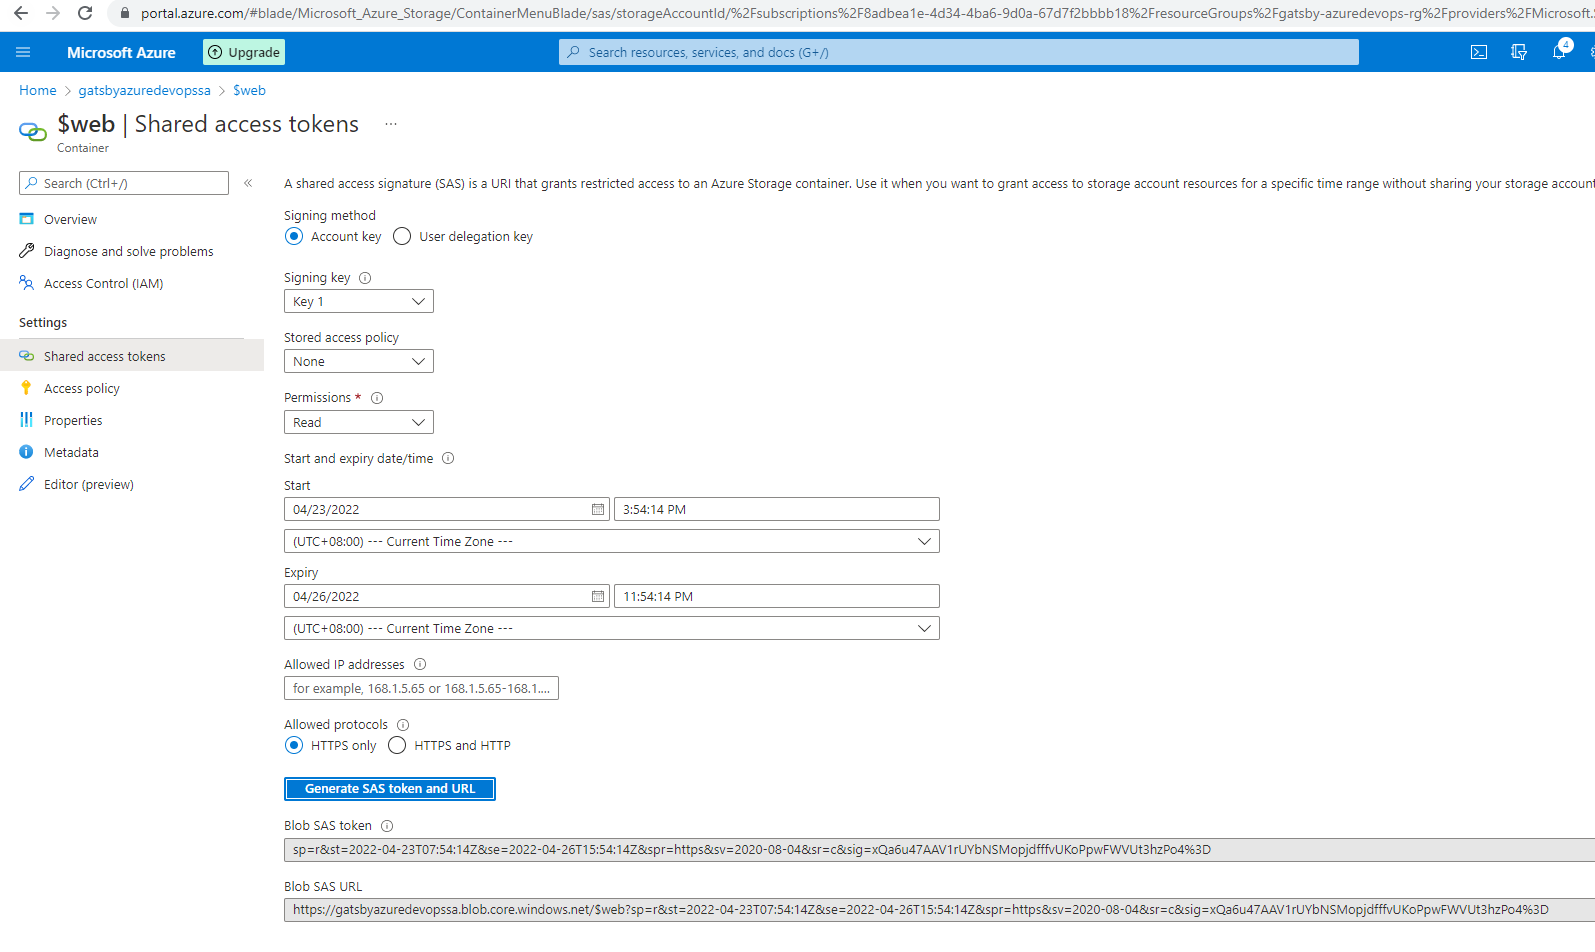 portal.azure.com/#blade/Microsoft_Azure_Storage/ContainerMenuBlade/sas/storageAccountId/%2Fsubscriptions%2F8adbea1e-4d34-4ba6-9d0a-67d7f2bbbb18%2FresourceGroups%2Fgatsby-azuredevops-rg%2Fproviders%2FMicrosoft.
Microsoft Azure
Upgrade
Search resources, services, and docs (G+/)
4
Home > gatsbyazuredevopssa > $web
$web | Shared access tokens ...
Container
Search (Ctrl+/)
«
Overview
Diagnose and solve problems
Access Control (IAM)
Settings
Shared access tokens
Access policy
Properties
Metadata
Editor (preview)
A shared access signature (SAS) is a URI that grants restricted access to an Azure Storage container. Use it when you want to grant access to storage account resources for a specific time range without sharing your storage account
Signing method
Account key User delegation key
Signing key
Key 1
Stored access policy
None
Permissions *
Read
Start and expiry date/time
Start
04/23/2022 3:54:14 PM
(UTC+08:00) --- Current Time Zone ---
Expiry
04/26/2022 11:54:14 PM
(UTC+08:00) --- Current Time Zone ---
Allowed IP addresses
for example, 168.1.5.65 or 168.1.5.65-168.1....
Allowed protocols
HTTPS only HTTPS and HTTP
Generate SAS token and URL
Blob SAS token
sp=r&st=2022-04-23T07:54:14Z&se=2022-04-26T15:54:14Z&spr=https&sv=2020-08-04&sr=c&sig=xQa6u47AAV1rUYbNSMopjdfffvUKoPpwFWVUt3hzPo4%3D
Blob SAS URL
https://gatsbyazuredevopssa.blob.core.windows.net/$web?sp=r&st=2022-04-23T07:54:14Z&se=2022-04-26T15:54:14Z&spr=https&sv=2020-08-04&sr=c&sig=xQa6u47AAV1rUYbNSMopjdfffvUKoPpwFWVUt3hzPo4%3D